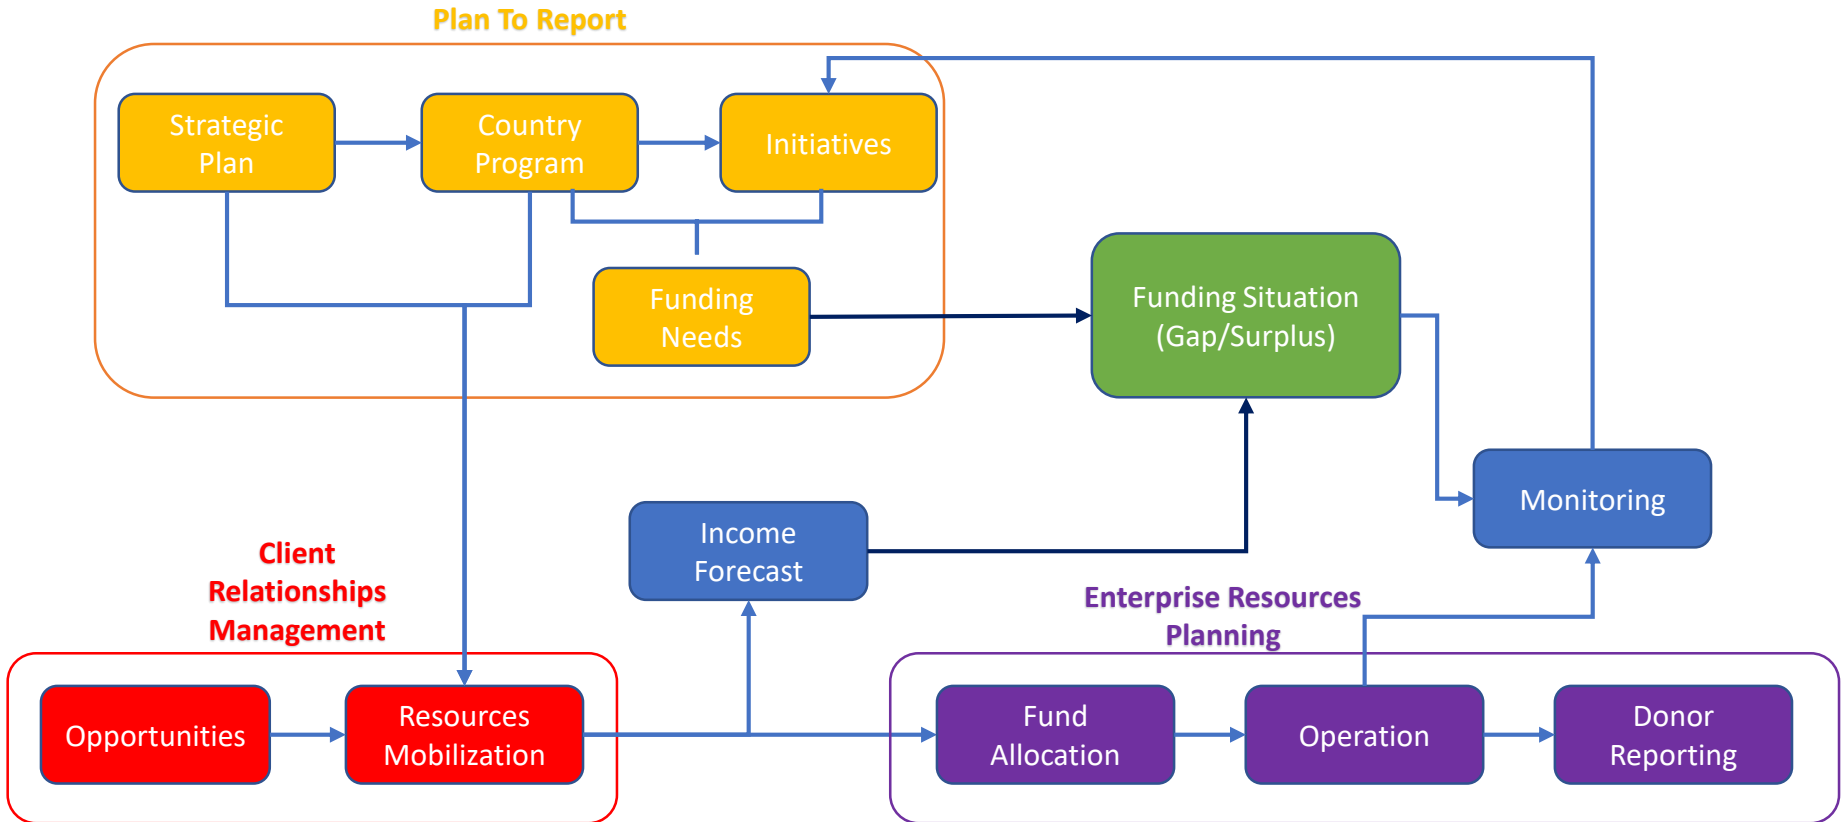 Plan To Report
Strategic
Plan
Country
Program
Initiatives
Funding
Needs
Funding Situation
(Gap/Surplus)
Monitoring
Income
Forecast
Client
Relationships
Management
Enterprise Resources
Planning
Opportunities
Resources
Mobilization
Fund
Allocation
Operation
Donor
Reporting